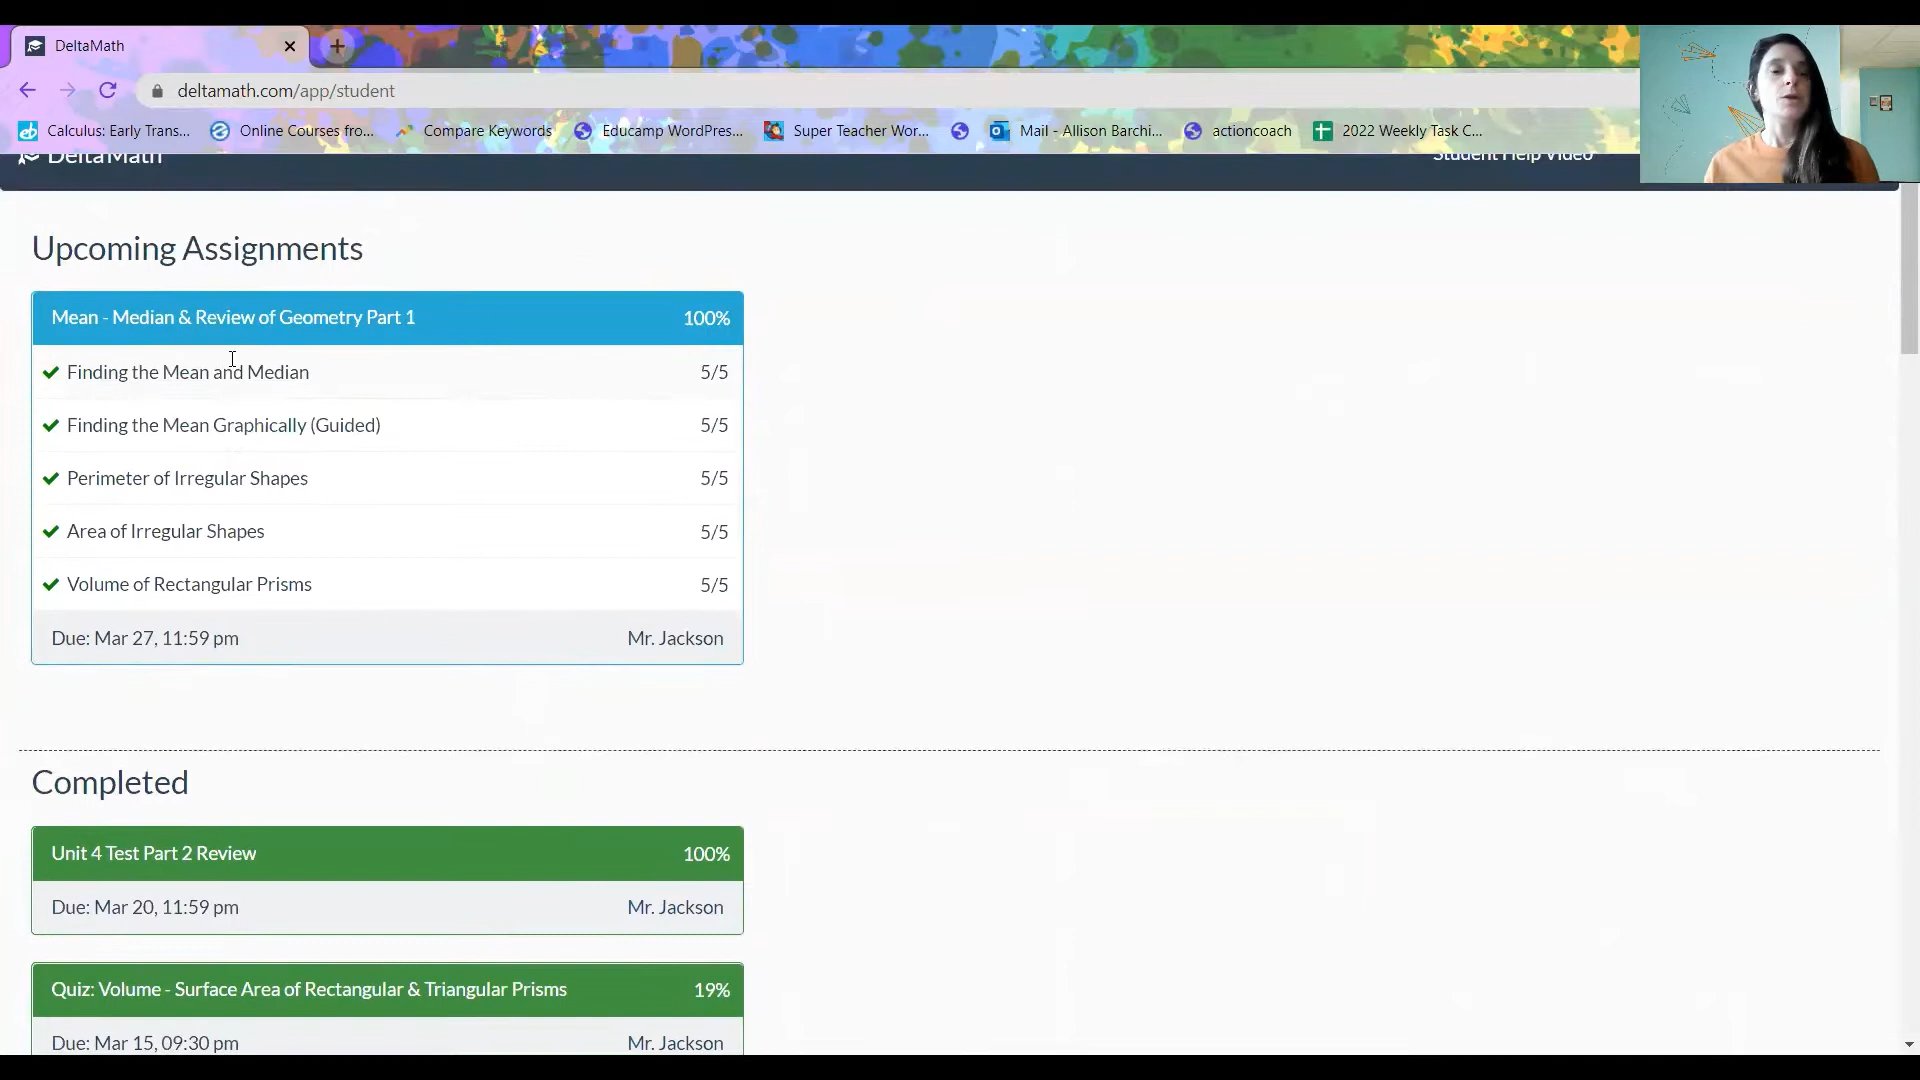 DeltaMath
deltamath.com/app/student
Calculus: Early Trans...
Online Courses fro...
Compare Keywords
Educamp WordPres...
Super Teacher Wor...
Mail - Allison Barchi...
actioncoach
2022 Weekly Task C...
DeltaMath
Student Help Video
Upcoming Assignments
Mean - Median & Review of Geometry Part 1 100%
Finding the Mean and Median 5/5
Finding the Mean Graphically (Guided) 5/5
Perimeter of Irregular Shapes 5/5
Area of Irregular Shapes 5/5
Volume of Rectangular Prisms 5/5
Due: Mar 27, 11:59 pm Mr. Jackson
Completed
Unit 4 Test Part 2 Review 100%
Due: Mar 20, 11:59 pm Mr. Jackson
Quiz: Volume - Surface Area of Rectangular & Triangular Prisms 19%
Due: Mar 15, 09:30 pm Mr. Jackson